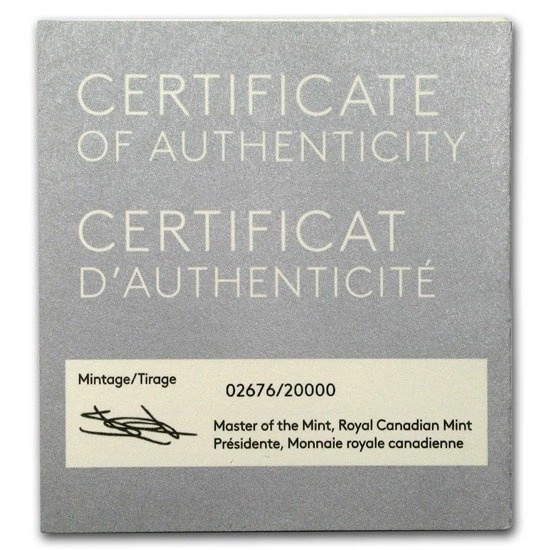 CERTIFICATE
OF AUTHENTICITY
CERTIFICAT
D'AUTHENTICITÉ
Mintage/Tirage
02676/20000
Master of the Mint, Royal Canadian Mint
Présidente, Monnaie royale canadienne